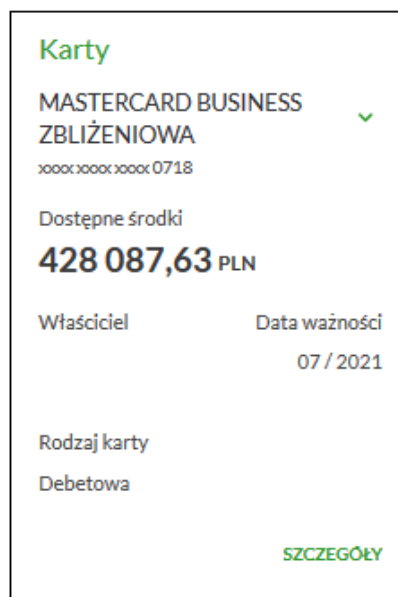 Karty
MASTERCARD BUSINESS
ZBLIŻENIOWA
xxxx xxxx xxxx 0718
Dostępne środki
428 087,63 PLN
Właściciel Data ważności
07 / 2021
Rodzaj karty
Debetowa
SZCZEGÓŁY